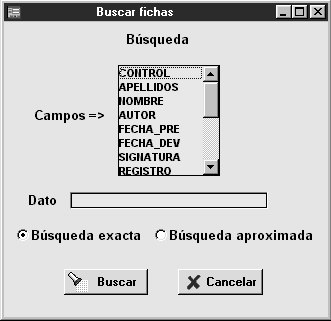 Buscar fichas
Búsqueda
Campos =>
CONTROL
APELLIDOS
NOMBRE
AUTOR
FECHA_PRE
FECHA_DEV
SIGNATURA
REGISTRO
Dato
Búsqueda exacta Búsqueda aproximada
Buscar Cancelar